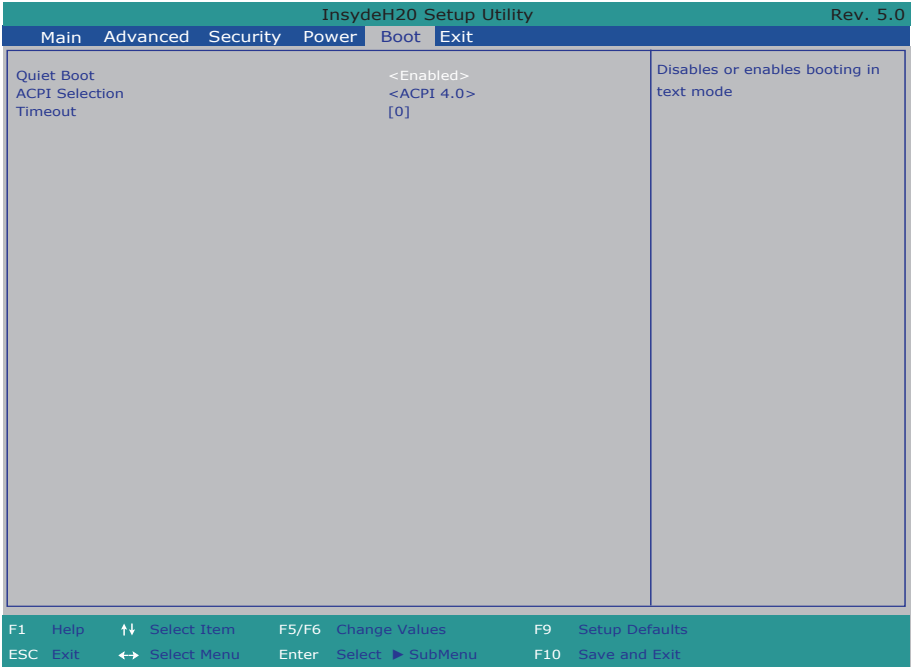 InsydeH20 Setup Utility Rev. 5.0
Main Advanced Security Power Boot Exit
Quiet Boot <Enabled>
ACPI Selection <ACPI 4.0>
Timeout [0]
Disables or enables booting in
text mode
F1 Help ↑↓ Select Item F5/F6 Change Values F9 Setup Defaults
ESC Exit ←→ Select Menu Enter Select ▶ SubMenu F10 Save and Exit